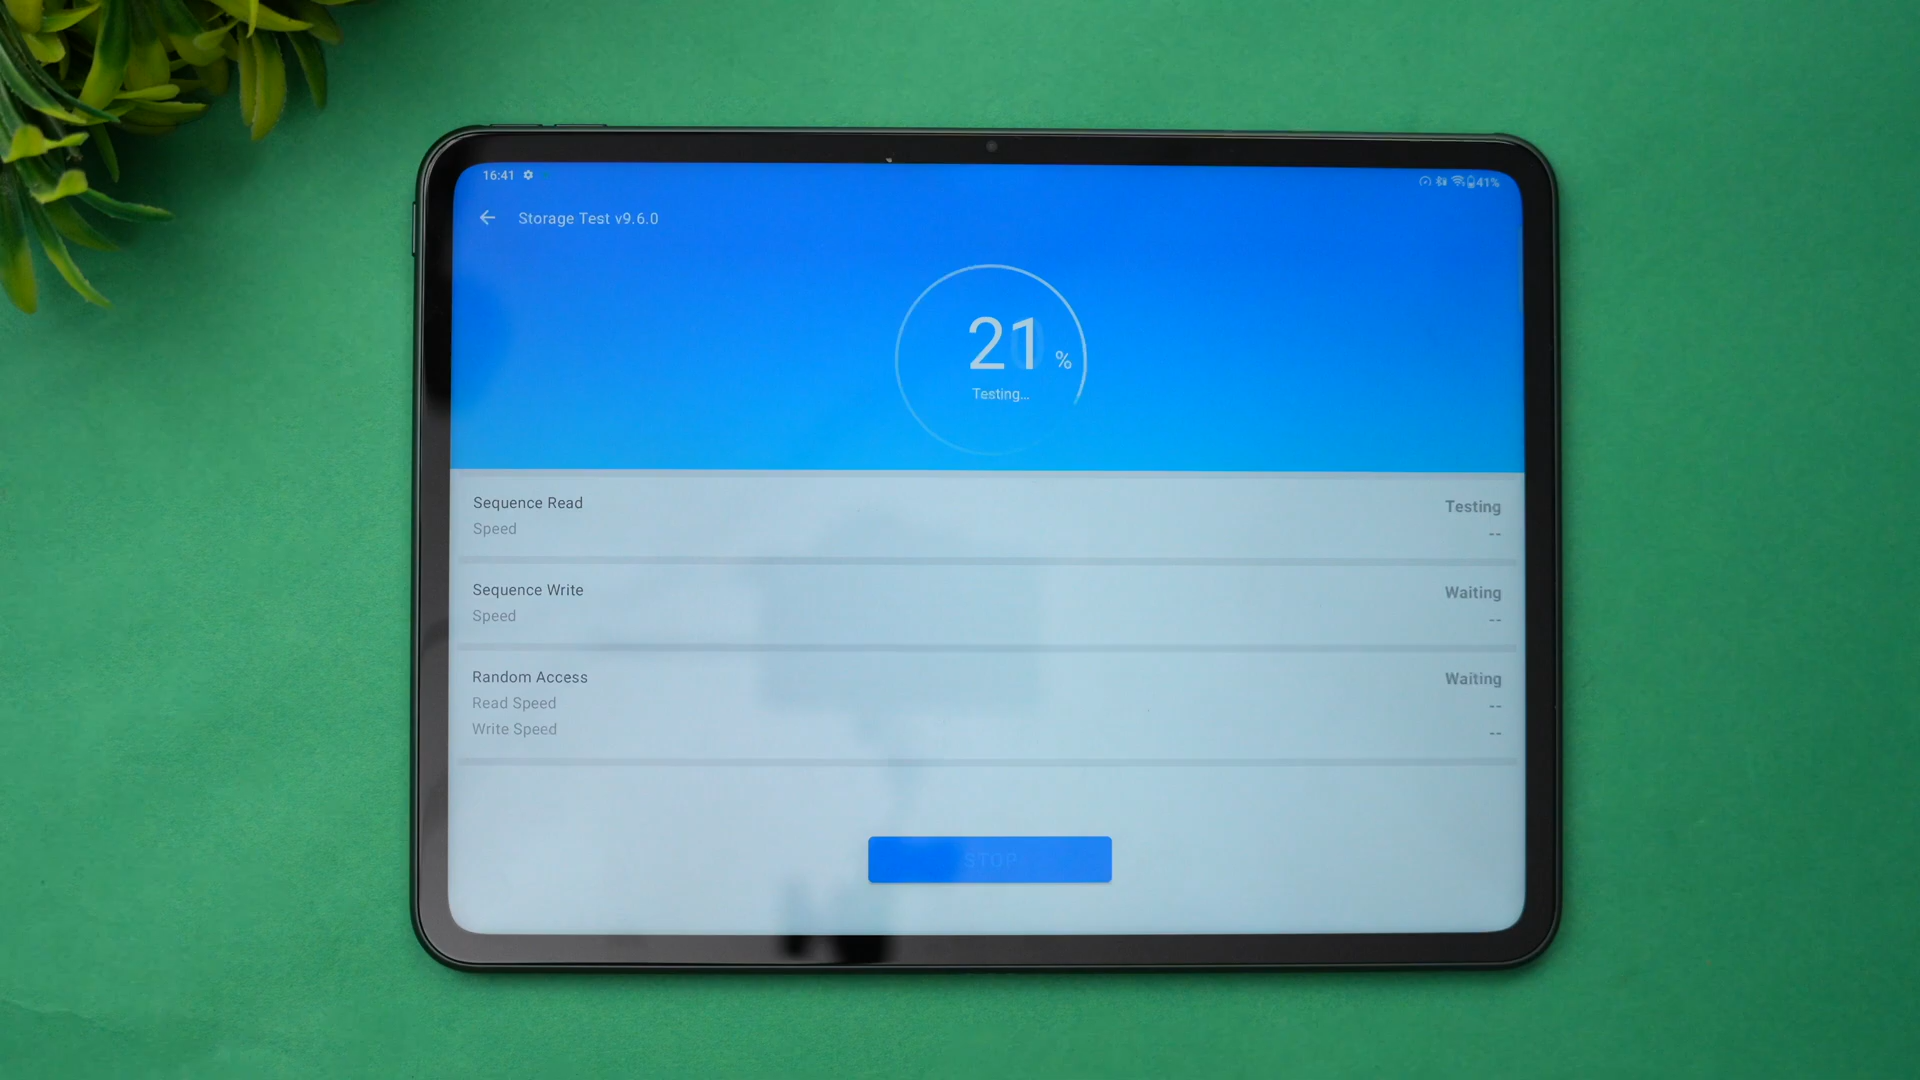 16:41
41%
Storage Test v9.6.0
21 %
Testing...
Sequence Read
Testing
Speed
--
Sequence Write
Waiting
Speed
--
Random Access
Waiting
Read Speed
--
Write Speed
--
STOP